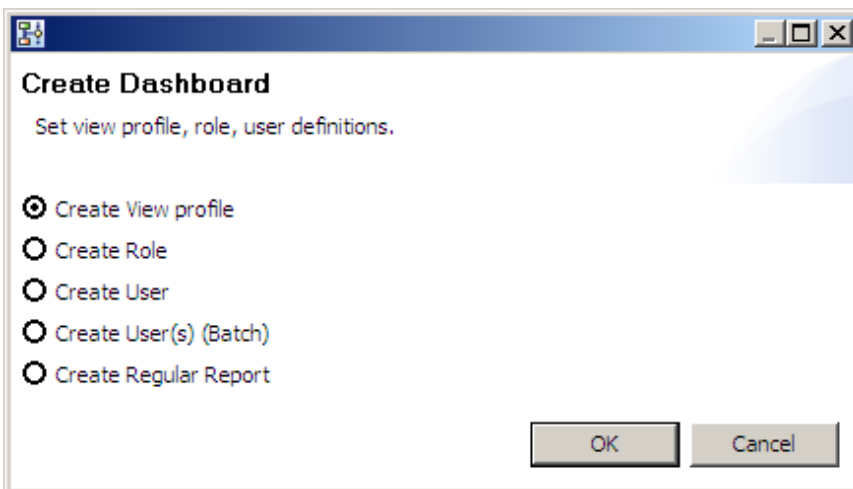 Create Dashboard
Set view profile, role, user definitions.
Create View profile
Create Role
Create User
Create User(s) (Batch)
Create Regular Report
OK Cancel